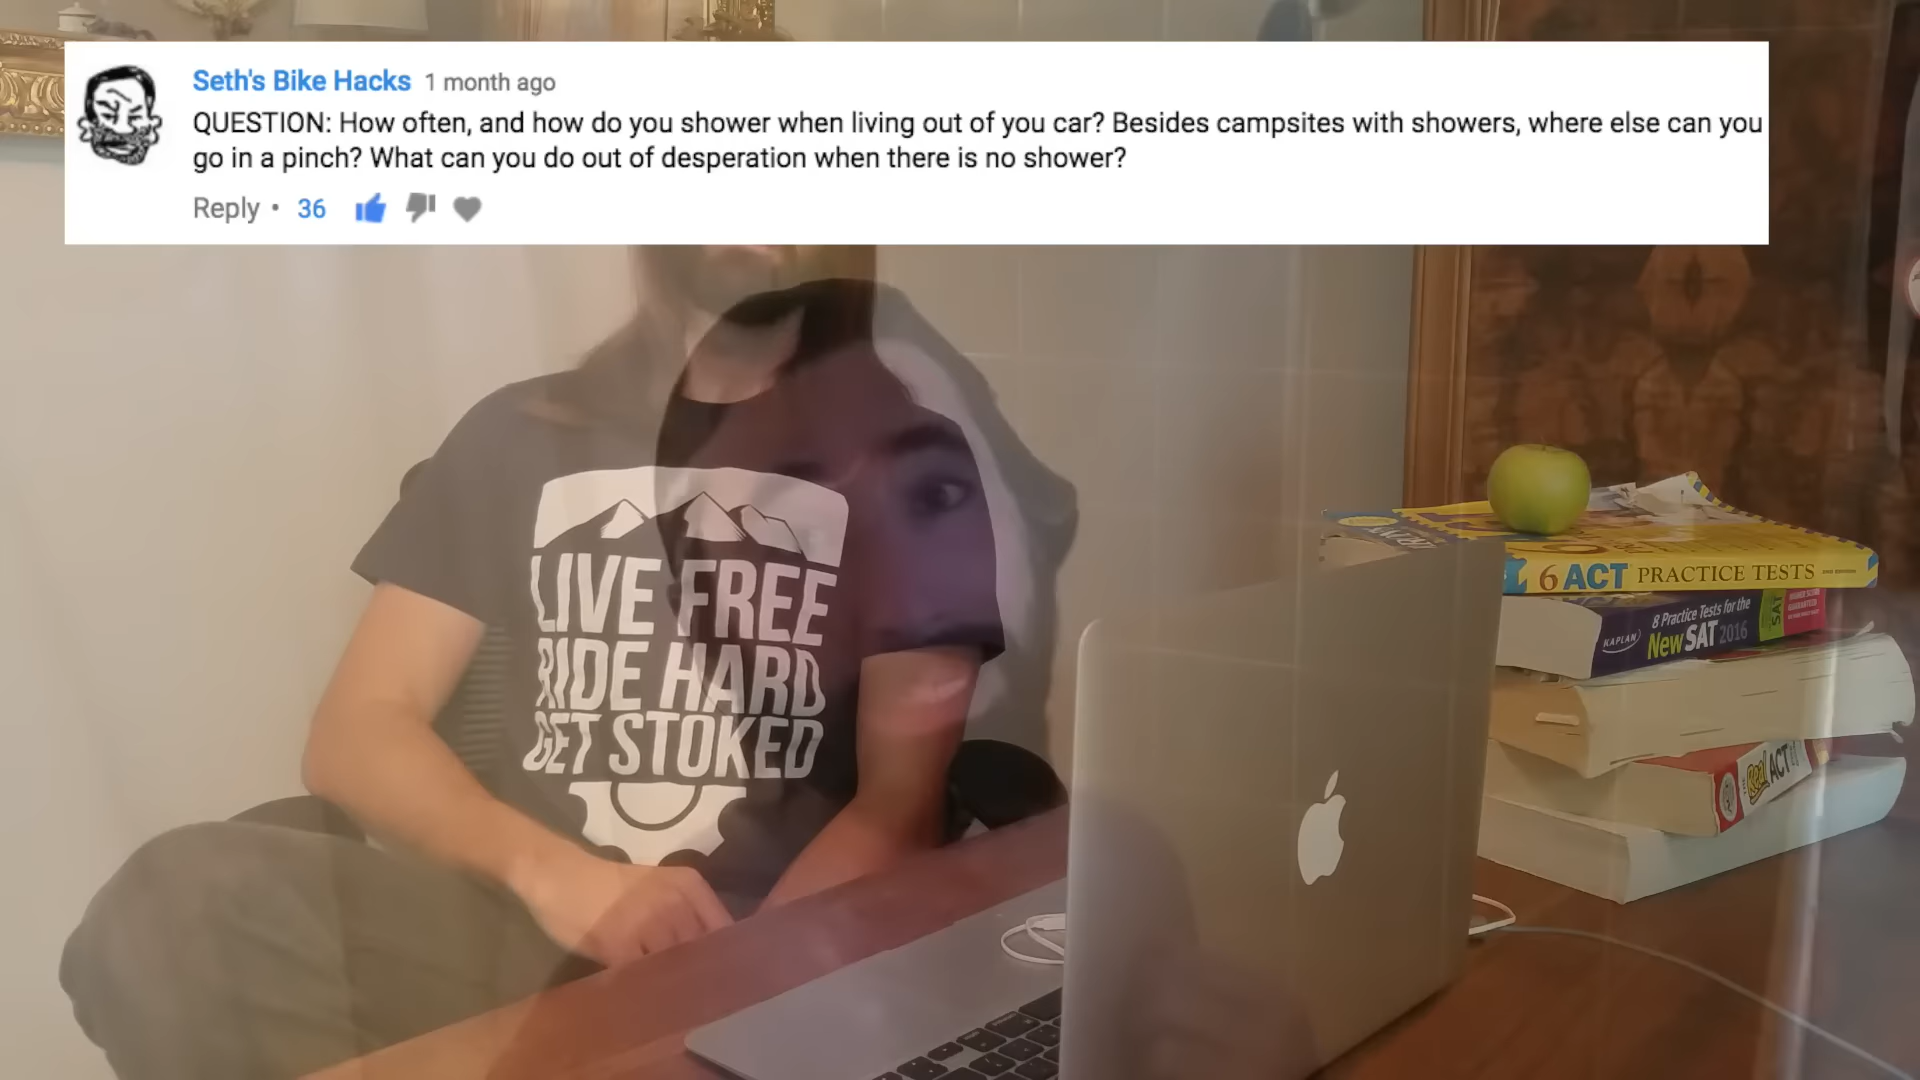 Seth's Bike Hacks 1 month ago
QUESTION: How often, and how do you shower when living out of you car? Besides campsites with showers, where else can you
go in a pinch? What can you do out of desperation when there is no shower?
Reply • 36
LIVE FREE
RIDE HARD
GET STOKED
6 ACT PRACTICE TESTS
KAPLAN 8 Practice Tests for the
New SAT 2016
SAT
Real ACT